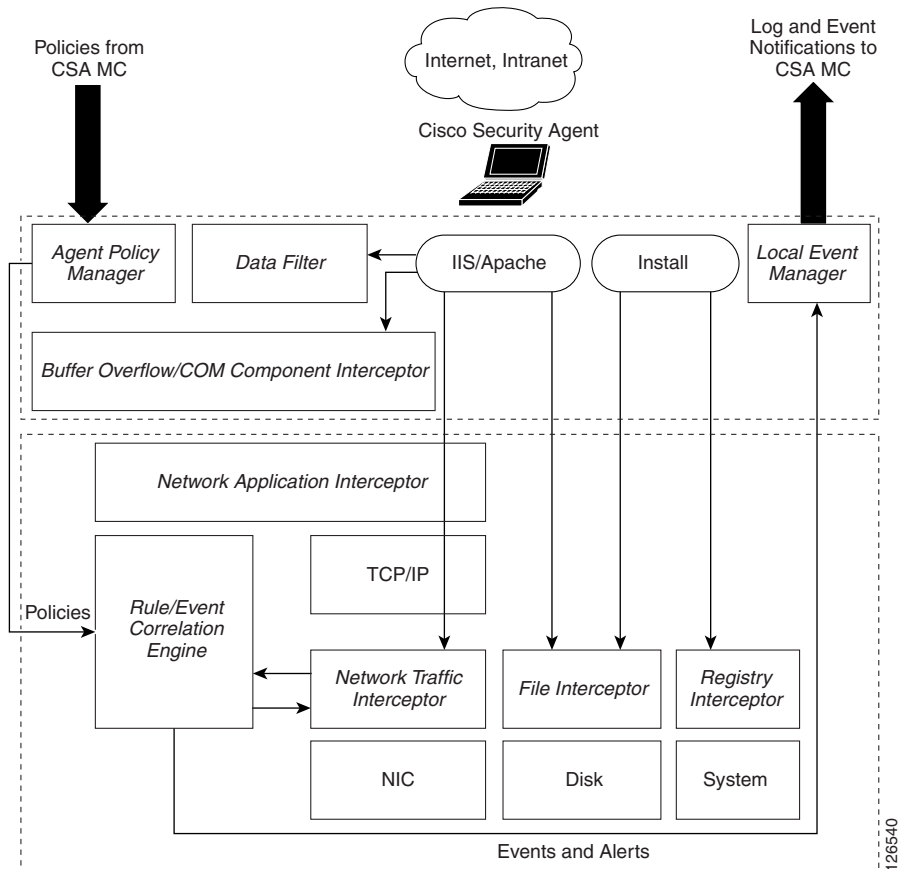 Policies from
CSA MC
Internet, Intranet
Log and Event
Notifications to
CSA MC
Cisco Security Agent
Agent Policy
Manager
Data Filter
IIS/Apache
Install
Local Event
Manager
Buffer Overflow/COM Component Interceptor
Network Application Interceptor
TCP/IP
Policies
Rule/Event
Correlation
Engine
Network Traffic
Interceptor
File Interceptor
Registry
Interceptor
NIC
Disk
System
Events and Alerts
126540